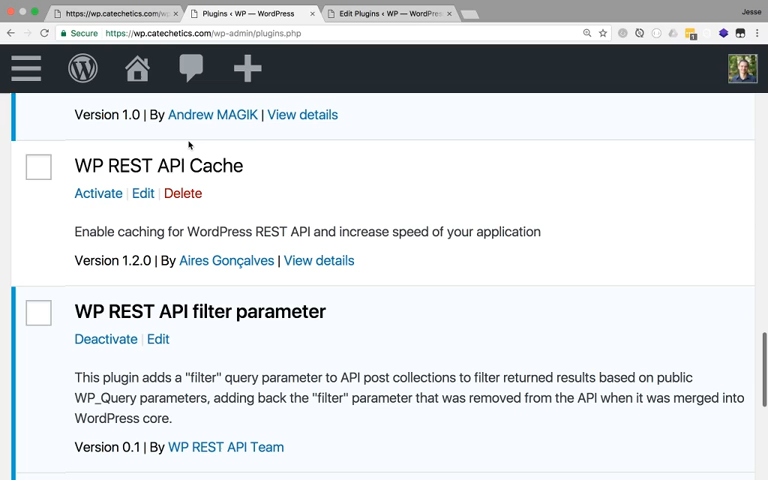 https://wp.catechetics.com/w
Plugins ‹ WP — WordPress
Edit Plugins ‹ WP — WordPres
Jesse
Secure https://wp.catechetics.com/wp-admin/plugins.php
Version 1.0 | By Andrew MAGIK | View details
WP REST API Cache
Activate | Edit | Delete
Enable caching for WordPress REST API and increase speed of your application
Version 1.2.0 | By Aires Gonçalves | View details
WP REST API filter parameter
Deactivate | Edit
This plugin adds a "filter" query parameter to API post collections to filter returned results based on public
WP_Query parameters, adding back the "filter" parameter that was removed from the API when it was merged into
WordPress core.
Version 0.1 | By WP REST API Team